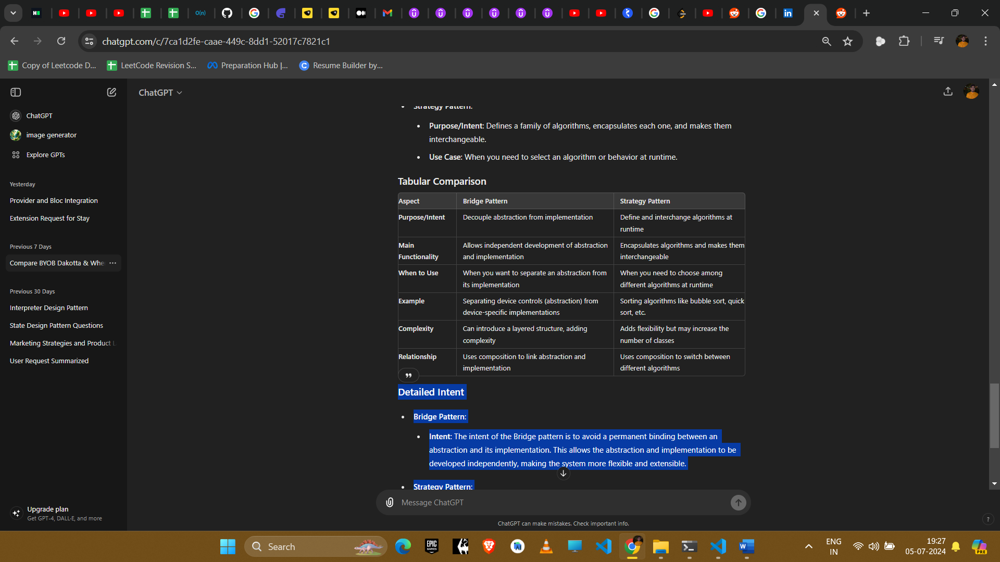 chatgpt.com/c/7ca1d2fe-caae-449c-8dd1-52017c7821c1
Copy of Leetcode D...
LeetCode Revision S...
Preparation Hub |...
Resume Builder by...
ChatGPT
ChatGPT
image generator
Explore GPTs
Yesterday
Provider and Bloc Integration
Extension Request for Stay
Previous 7 Days
Compare BYOB Dakotta & Whe
Previous 30 Days
Interpreter Design Pattern
State Design Pattern Questions
Marketing Strategies and Product L
User Request Summarized
Upgrade plan
Get GPT-4, DALL·E, and more
Strategy Pattern:
Purpose/Intent: Defines a family of algorithms, encapsulates each one, and makes them
interchangeable.
Use Case: When you need to select an algorithm or behavior at runtime.
Tabular Comparison
Aspect Bridge Pattern Strategy Pattern
Purpose/Intent Decouple abstraction from implementation Define and interchange algorithms at
runtime
Main Allows independent development of abstraction Encapsulates algorithms and makes them
Functionality and implementation interchangeable
When to Use When you want to separate an abstraction from When you need to choose among
its implementation different algorithms at runtime
Example Separating device controls (abstraction) from Sorting algorithms like bubble sort, quick
device-specific implementations sort, etc.
Complexity Can introduce a layered structure, adding Adds flexibility but may increase the
complexity number of classes
Relationship Uses composition to link abstraction and Uses composition to switch between
implementation different algorithms
Detailed Intent
Bridge Pattern:
Intent: The intent of the Bridge pattern is to avoid a permanent binding between an
abstraction and its implementation. This allows the abstraction and implementation to be
developed independently, making the system more flexible and extensible.
Strategy Pattern:
Message ChatGPT
ChatGPT can make mistakes. Check important info.
?
Search
EPIC
GAMES
ENG
IN
19:27
05-07-2024
PRE
O(n)